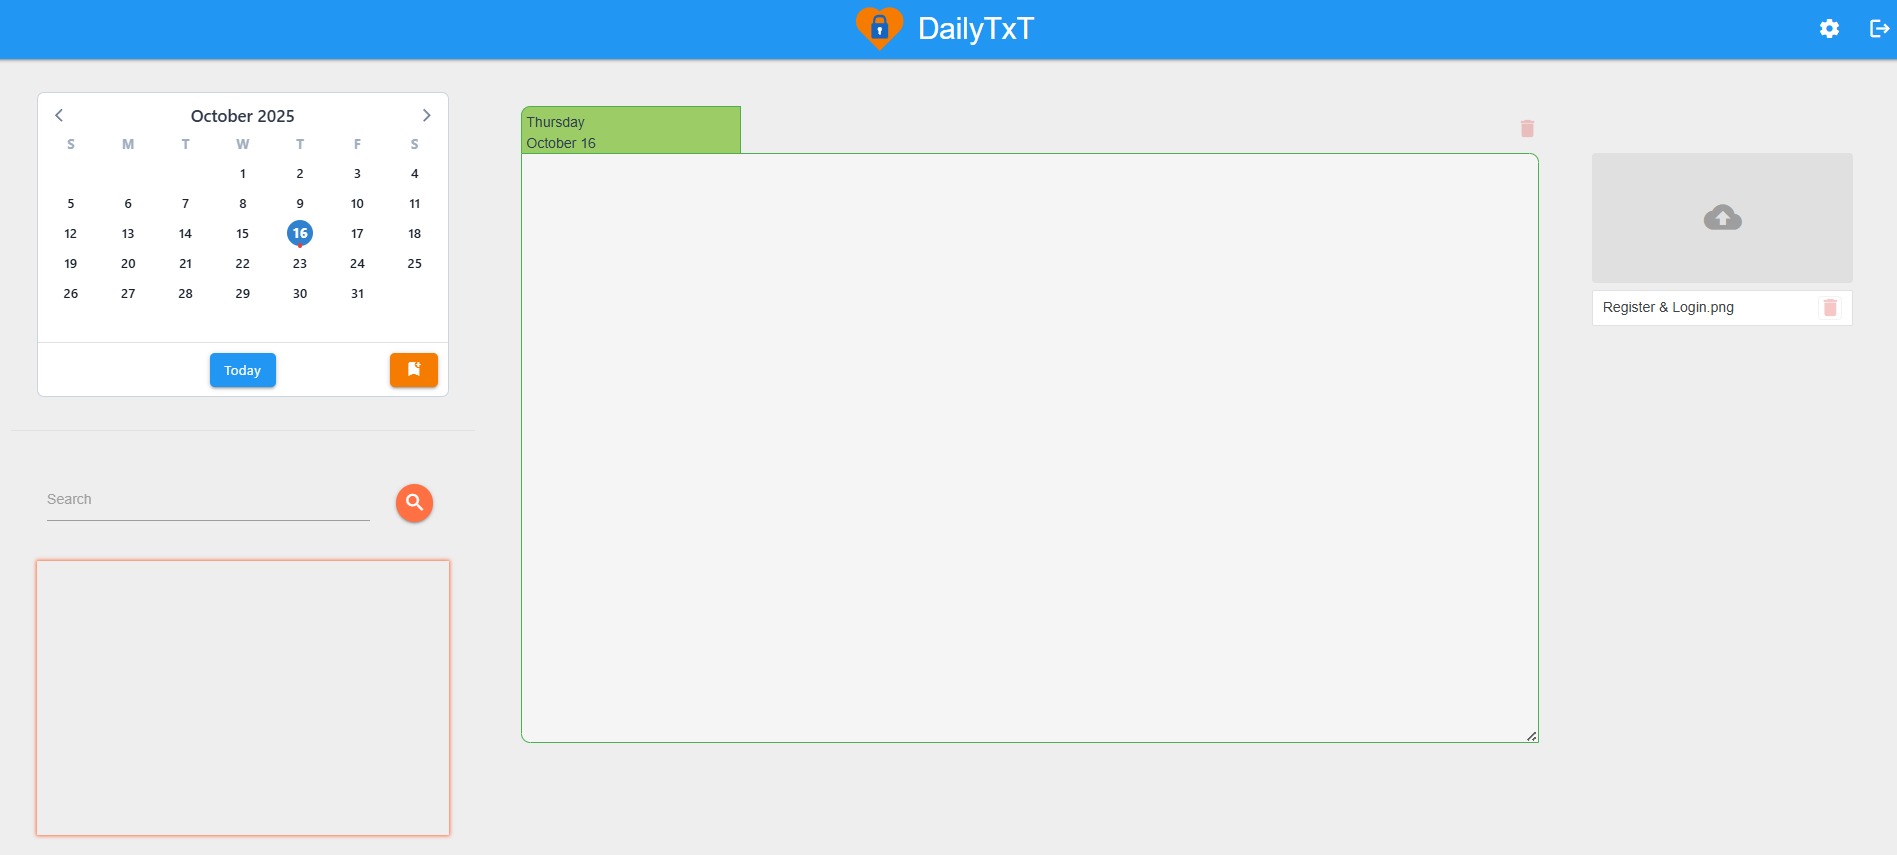 DailyTxT
October 2025
S M T W T F S
1 2 3 4
5 6 7 8 9 10 11
12 13 14 15 16 17 18
19 20 21 22 23 24 25
26 27 28 29 30 31
Today
Search
Thursday
October 16
Register & Login.png